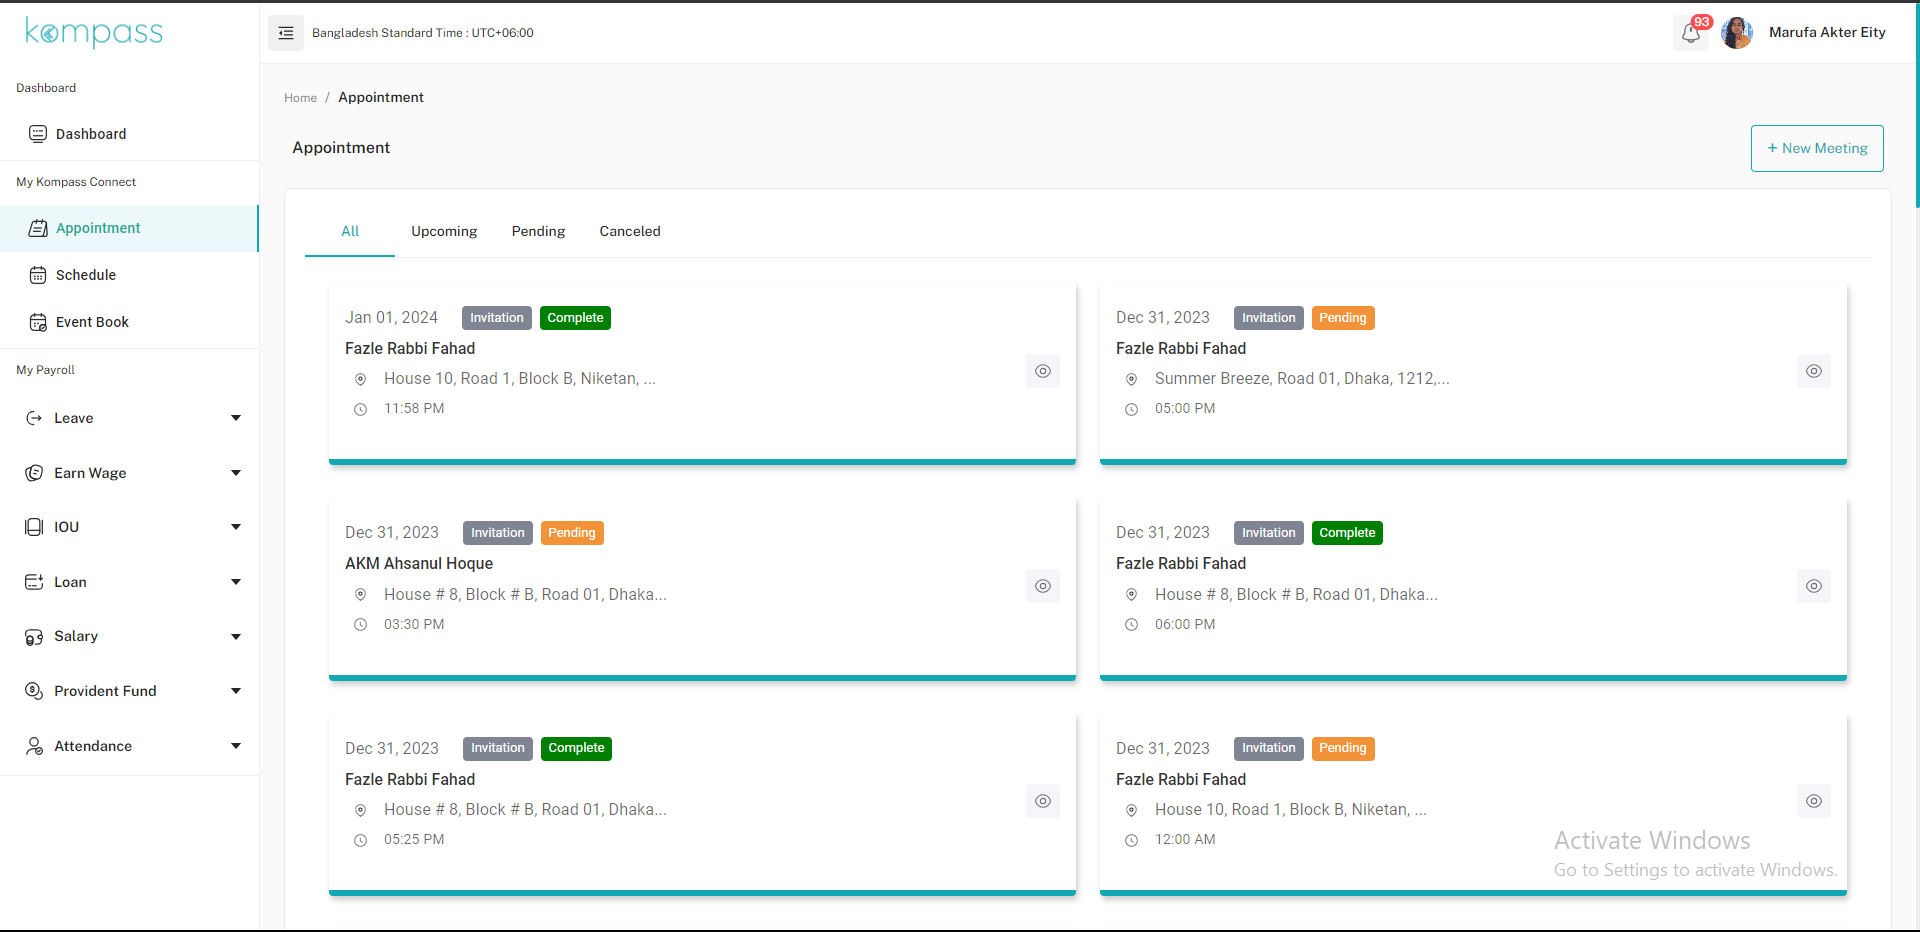 kompass
Bangladesh Standard Time : UTC+06:00
93
Marufa Akter Eity
Dashboard
Dashboard
My Kompass Connect
Appointment
Schedule
Event Book
My Payroll
Leave
Earn Wage
IOU
Loan
Salary
Provident Fund
Attendance
Home / Appointment
Appointment
+ New Meeting
All Upcoming Pending Canceled
Jan 01, 2024 Invitation Complete
Fazle Rabbi Fahad
House 10, Road 1, Block B, Niketan, ...
11:58 PM
Dec 31, 2023 Invitation Pending
Fazle Rabbi Fahad
Summer Breeze, Road 01, Dhaka, 1212,...
05:00 PM
Dec 31, 2023 Invitation Pending
AKM Ahsanul Hoque
House # 8, Block # B, Road 01, Dhaka...
03:30 PM
Dec 31, 2023 Invitation Complete
Fazle Rabbi Fahad
House # 8, Block # B, Road 01, Dhaka...
06:00 PM
Dec 31, 2023 Invitation Complete
Fazle Rabbi Fahad
House # 8, Block # B, Road 01, Dhaka...
05:25 PM
Dec 31, 2023 Invitation Pending
Fazle Rabbi Fahad
House 10, Road 1, Block B, Niketan, ...
12:00 AM
Activate Windows
Go to Settings to activate Windows.